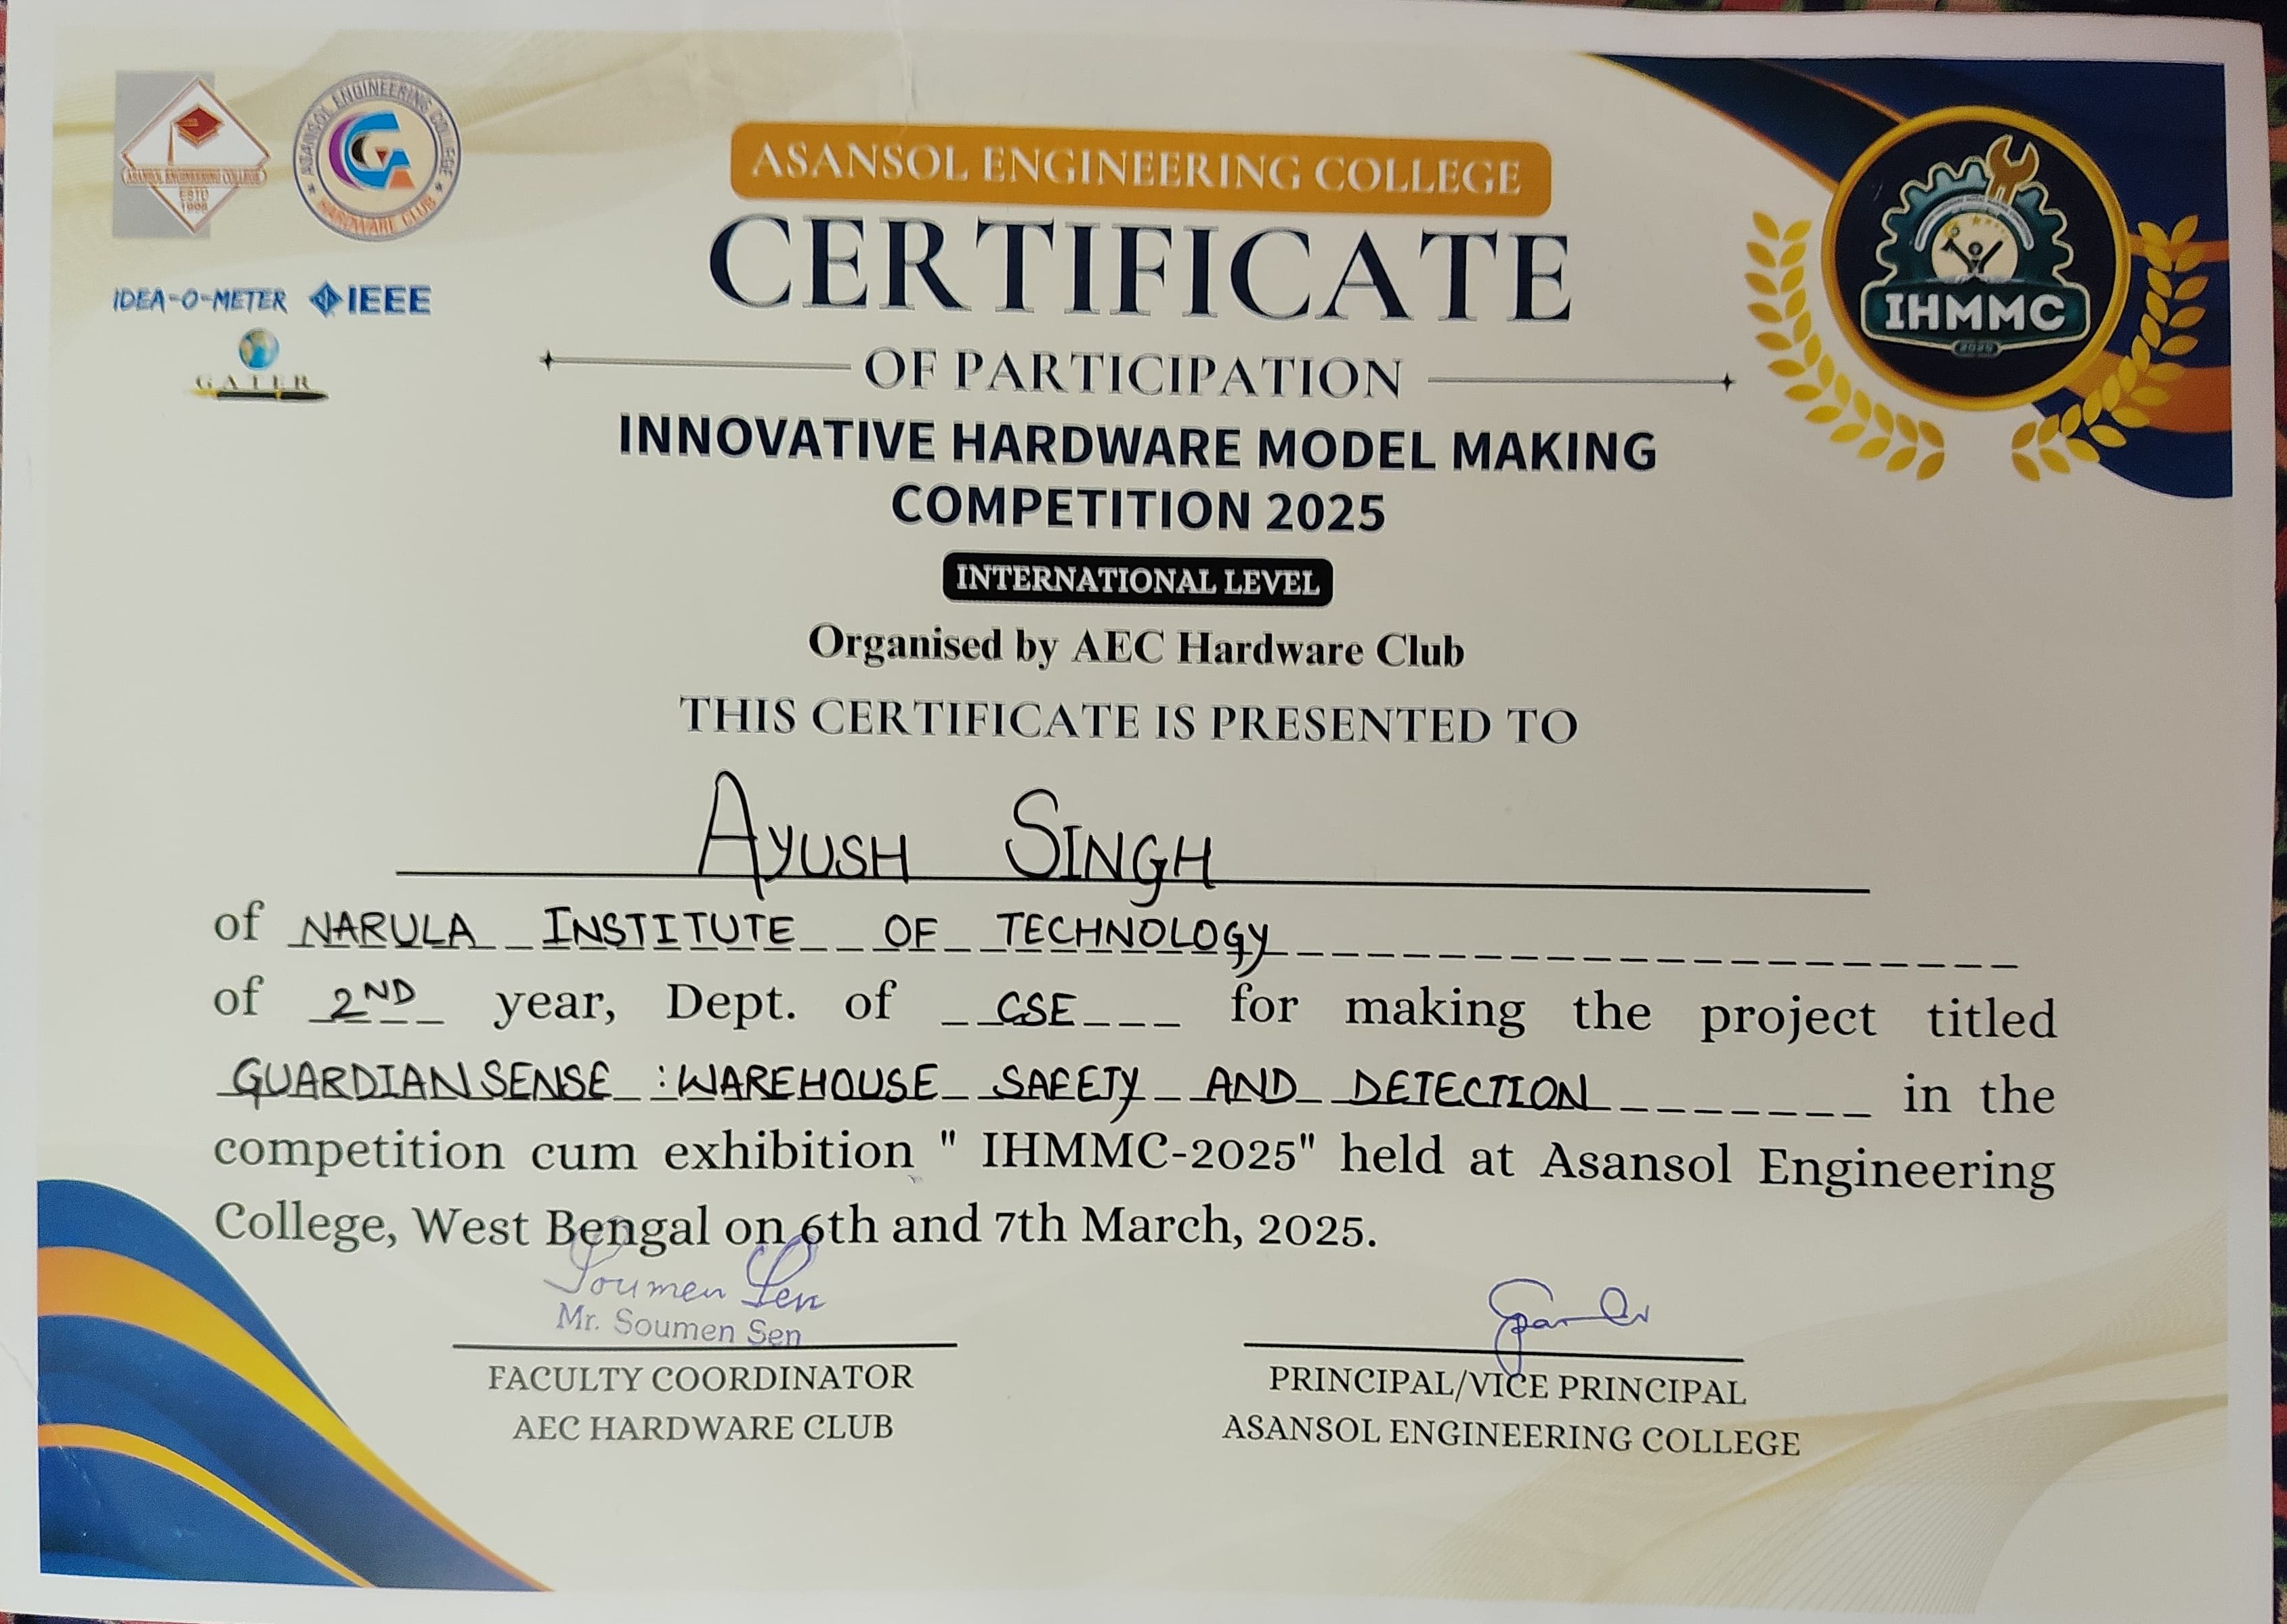 ASANSOL ENGINEERING COLLEGE
ESTD
1998
ASANSOL ENGINEERING COLLEGE
HARDWARE CLUB
IDEA-O-METER IEEE
GATER
ASANSOL ENGINEERING COLLEGE
CERTIFICATE
OF PARTICIPATION
INNOVATIVE HARDWARE MODEL MAKING
COMPETITION 2025
INTERNATIONAL LEVEL
Organised by AEC Hardware Club
IHMMC
2025
THIS CERTIFICATE IS PRESENTED TO
AYUSH SINGH
of NARULA INSTITUTE OF TECHNOLOGY
of 2ND year, Dept. of CSE for making the project titled
GUARDIANSENSE : WAREHOUSE SAFETY AND DETECTION in the
competition cum exhibition " IHMMC-2025" held at Asansol Engineering
College, West Bengal on 6th and 7th March, 2025.
Soumen Sen
Mr. Soumen Sen
FACULTY COORDINATOR
AEC HARDWARE CLUB
PRINCIPAL/VICE PRINCIPAL
ASANSOL ENGINEERING COLLEGE